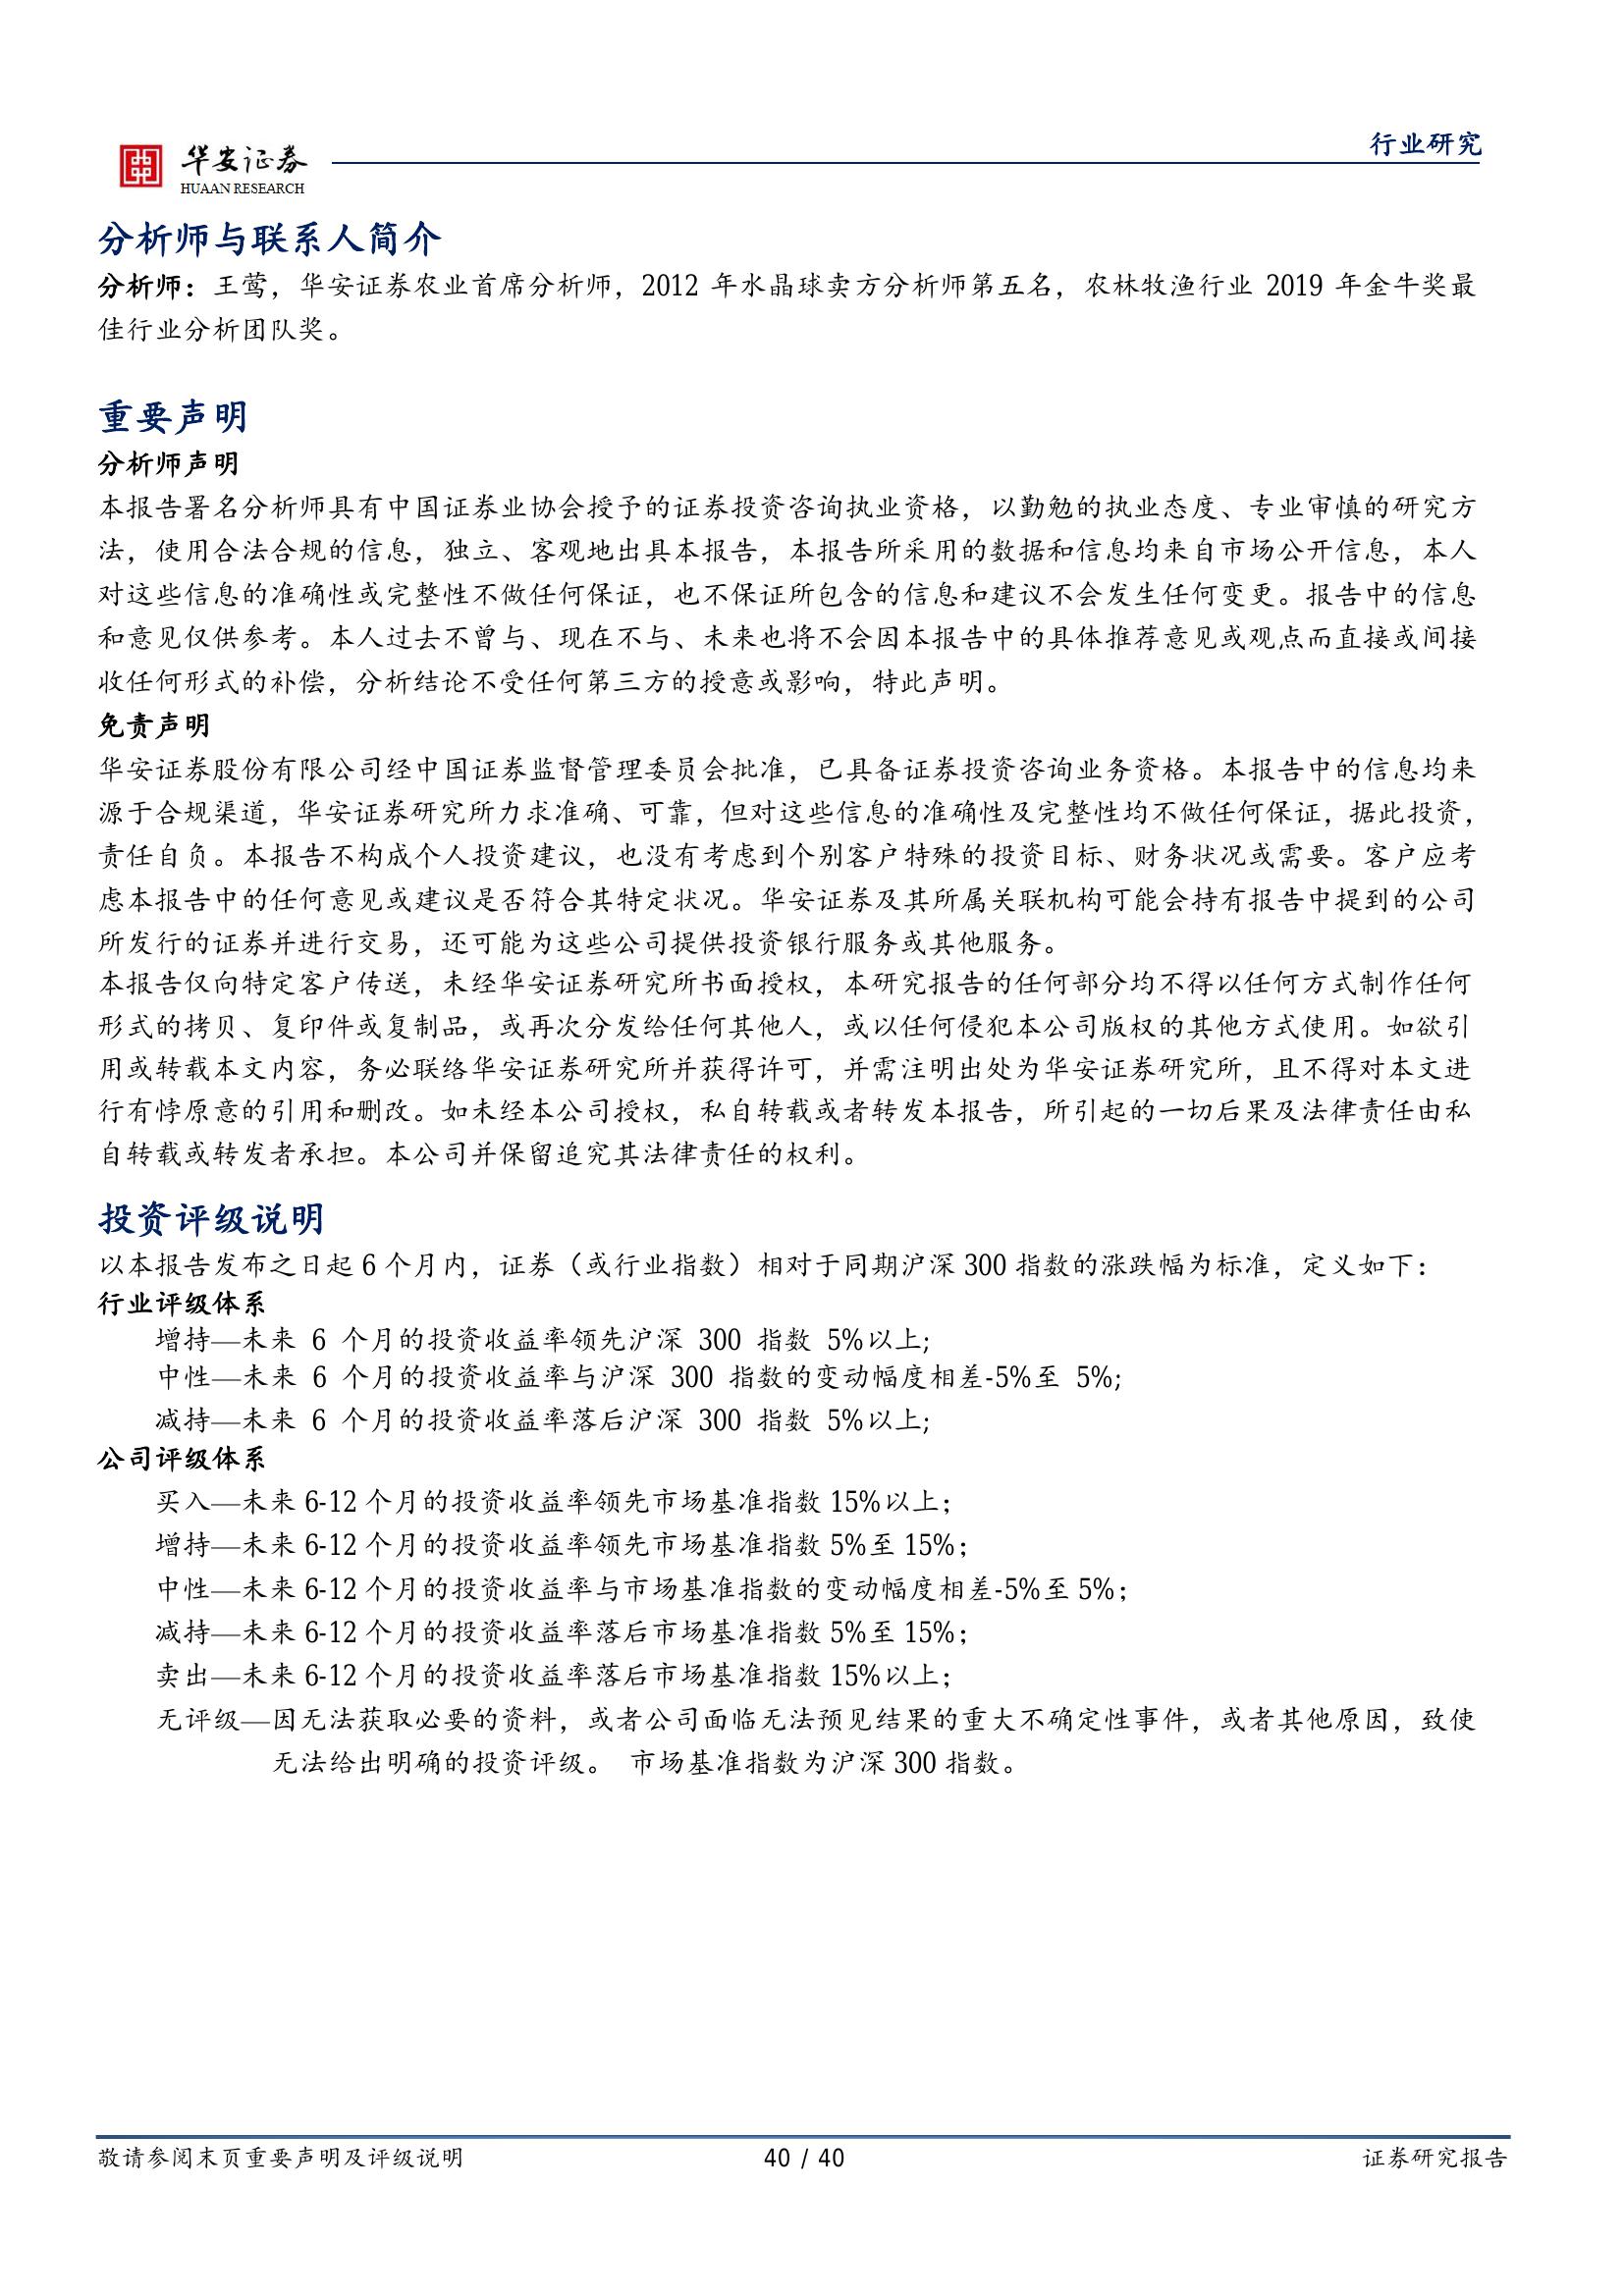 华安证券
HUAAN RESEARCH
行业研究
分析师与联系人简介
分析师：王莺，华安证券农业首席分析师，2012 年水晶球卖方分析师第五名，农林牧渔行业 2019 年金牛奖最
佳行业分析团队奖。
重要声明
分析师声明
本报告署名分析师具有中国证券业协会授予的证券投资咨询执业资格，以勤勉的执业态度、专业审慎的研究方
法，使用合法合规的信息，独立、客观地出具本报告，本报告所采用的数据和信息均来自市场公开信息，本人
对这些信息的准确性或完整性不做任何保证，也不保证所包含的信息和建议不会发生任何变更。报告中的信息
和意见仅供参考。本人过去不曾与、现在不与、未来也将不会因本报告中的具体推荐意见或观点而直接或间接
收任何形式的补偿，分析结论不受任何第三方的授意或影响，特此声明。
免责声明
华安证券股份有限公司经中国证券监督管理委员会批准，已具备证券投资咨询业务资格。本报告中的信息均来
源于合规渠道，华安证券研究所力求准确、可靠，但对这些信息的准确性及完整性均不做任何保证，据此投资，
责任自负。本报告不构成个人投资建议，也没有考虑到个别客户特殊的投资目标、财务状况或需要。客户应考
虑本报告中的任何意见或建议是否符合其特定状况。华安证券及其所属关联机构可能会持有报告中提到的公司
所发行的证券并进行交易，还可能为这些公司提供投资银行服务或其他服务。
本报告仅向特定客户传送，未经华安证券研究所书面授权，本研究报告的任何部分均不得以任何方式制作任何
形式的拷贝、复印件或复制品，或再次分发给任何其他人，或以任何侵犯本公司版权的其他方式使用。如欲引
用或转载本文内容，务必联络华安证券研究所并获得许可，并需注明出处为华安证券研究所，且不得对本文进
行有悖原意的引用和删改。如未经本公司授权，私自转载或者转发本报告，所引起的一切后果及法律责任由私
自转载或转发者承担。本公司并保留追究其法律责任的权利。
投资评级说明
以本报告发布之日起 6 个月内，证券（或行业指数）相对于同期沪深 300 指数的涨跌幅为标准，定义如下：
行业评级体系
增持—未来 6 个月的投资收益率领先沪深 300 指数 5%以上;
中性—未来 6 个月的投资收益率与沪深 300 指数的变动幅度相差-5%至 5%;
减持—未来 6 个月的投资收益率落后沪深 300 指数 5%以上;
公司评级体系
买入—未来 6-12 个月的投资收益率领先市场基准指数 15%以上；
增持—未来 6-12 个月的投资收益率领先市场基准指数 5%至 15%；
中性—未来 6-12 个月的投资收益率与市场基准指数的变动幅度相差-5%至 5%；
减持—未来 6-12 个月的投资收益率落后市场基准指数 5%至 15%；
卖出—未来 6-12 个月的投资收益率落后市场基准指数 15%以上；
无评级—因无法获取必要的资料，或者公司面临无法预见结果的重大不确定性事件，或者其他原因，致使
无法给出明确的投资评级。 市场基准指数为沪深 300 指数。
敬请参阅末页重要声明及评级说明
40 / 40
证券研究报告